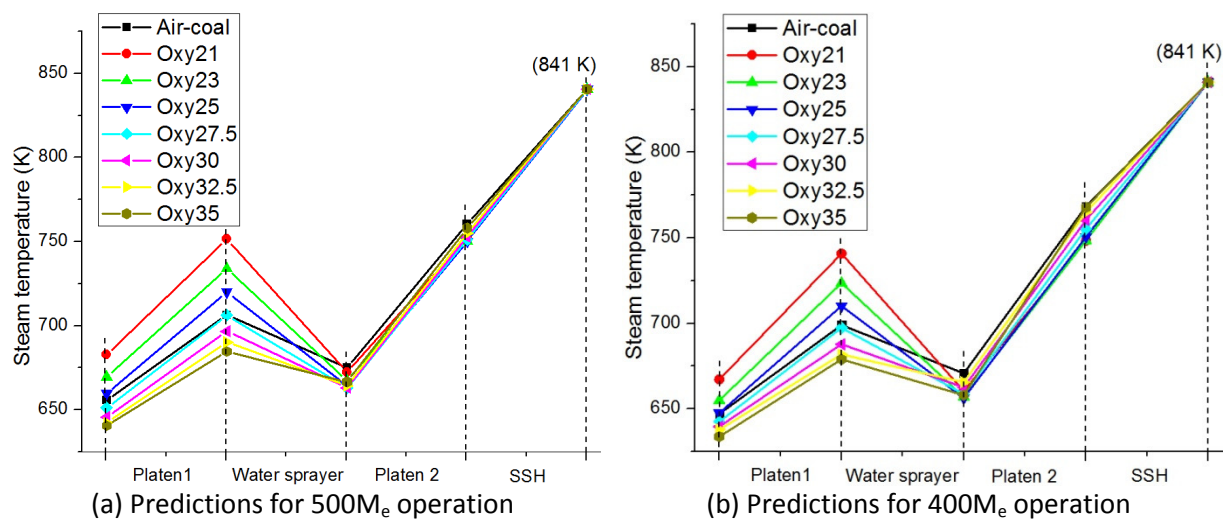 Air-coal
Oxy21
Oxy23
Oxy25
Oxy27.5
Oxy30
Oxy32.5
Oxy35
(841 K)
850
800
750
700
650
Steam temperature (K)
Platen1
Water sprayer
Platen 2
SSH
(a) Predictions for 500Me operation
Air-coal
Oxy21
Oxy23
Oxy25
Oxy27.5
Oxy30
Oxy32.5
Oxy35
(841 K)
850
800
750
700
650
Steam temperature (K)
Platen1
Water sprayer
Platen 2
SSH
(b) Predictions for 400Me operation